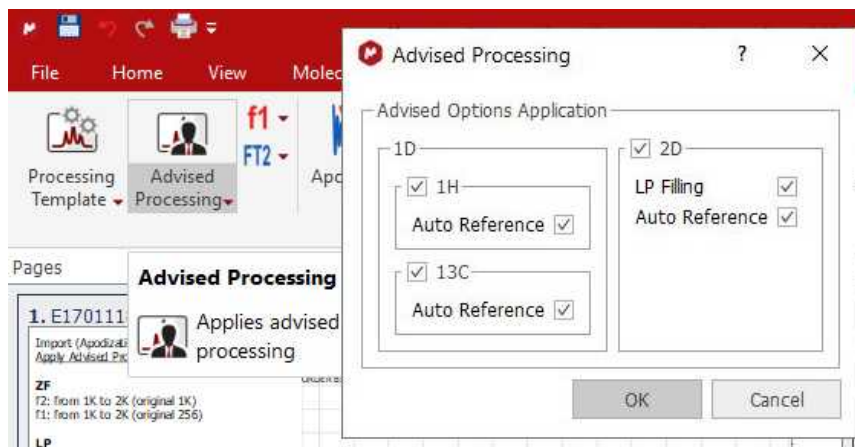 File Home View Molec
Processing Template
Advised Processing
f1
FT2
Apo
Pages
Advised Processing
Applies advised
processing
1. E170111
Import (Apodizati
Apply Advised Pr
ZF
f2: from 1K to 2K (original 1K)
f1: from 1K to 2K (original 256)
LP
Advised Processing ? ×
Advised Options Application
1D
1H
Auto Reference
13C
Auto Reference
2D
LP Filling
Auto Reference
OK Cancel